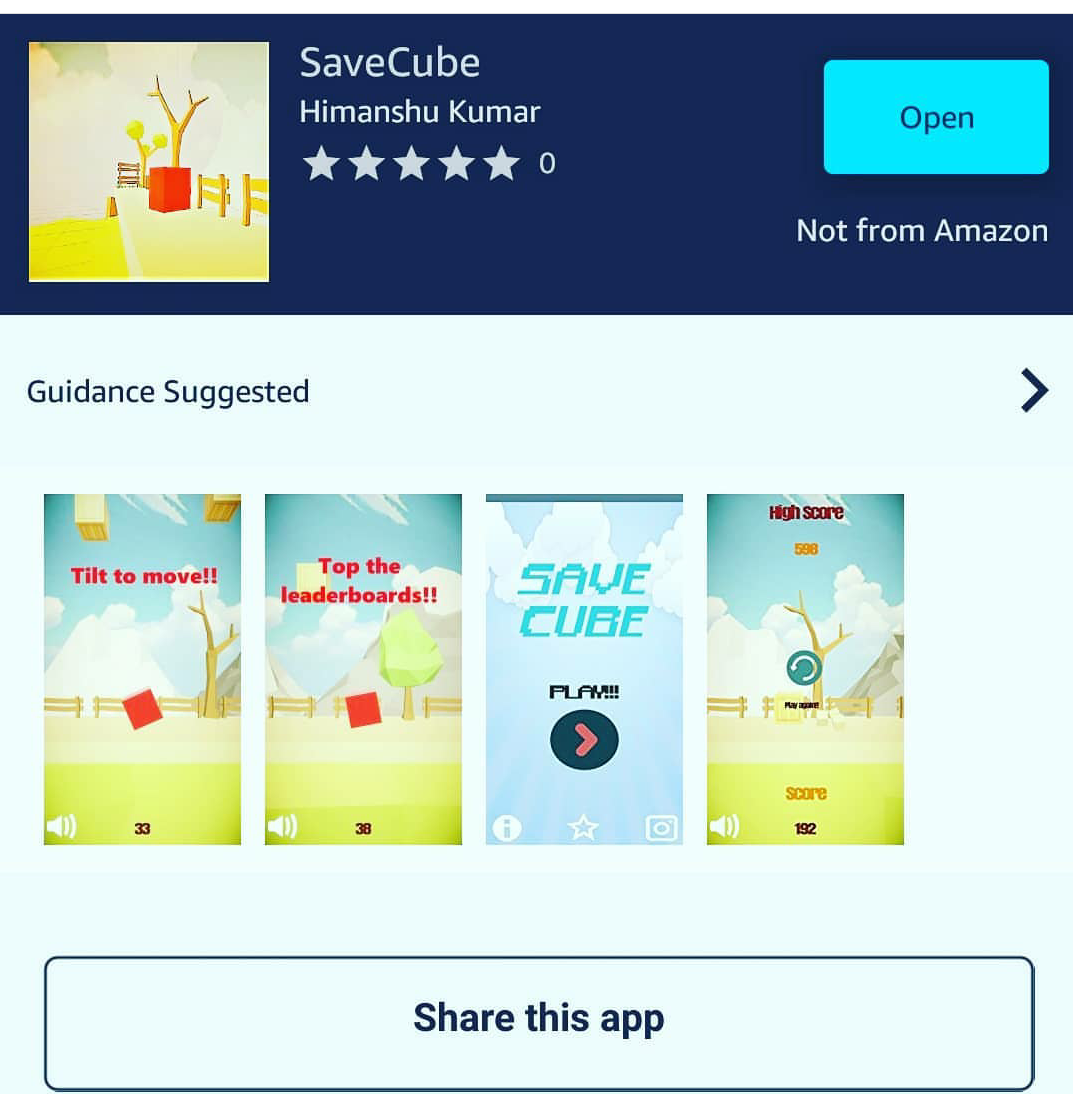 SaveCube
Himanshu Kumar
0
Open
Not from Amazon
Guidance Suggested
Tilt to move!!
33
Top the
leaderboards!!
38
SAVE
CUBE
PLAY!!!
High Score
598
Play again!!
Score
192
Share this app